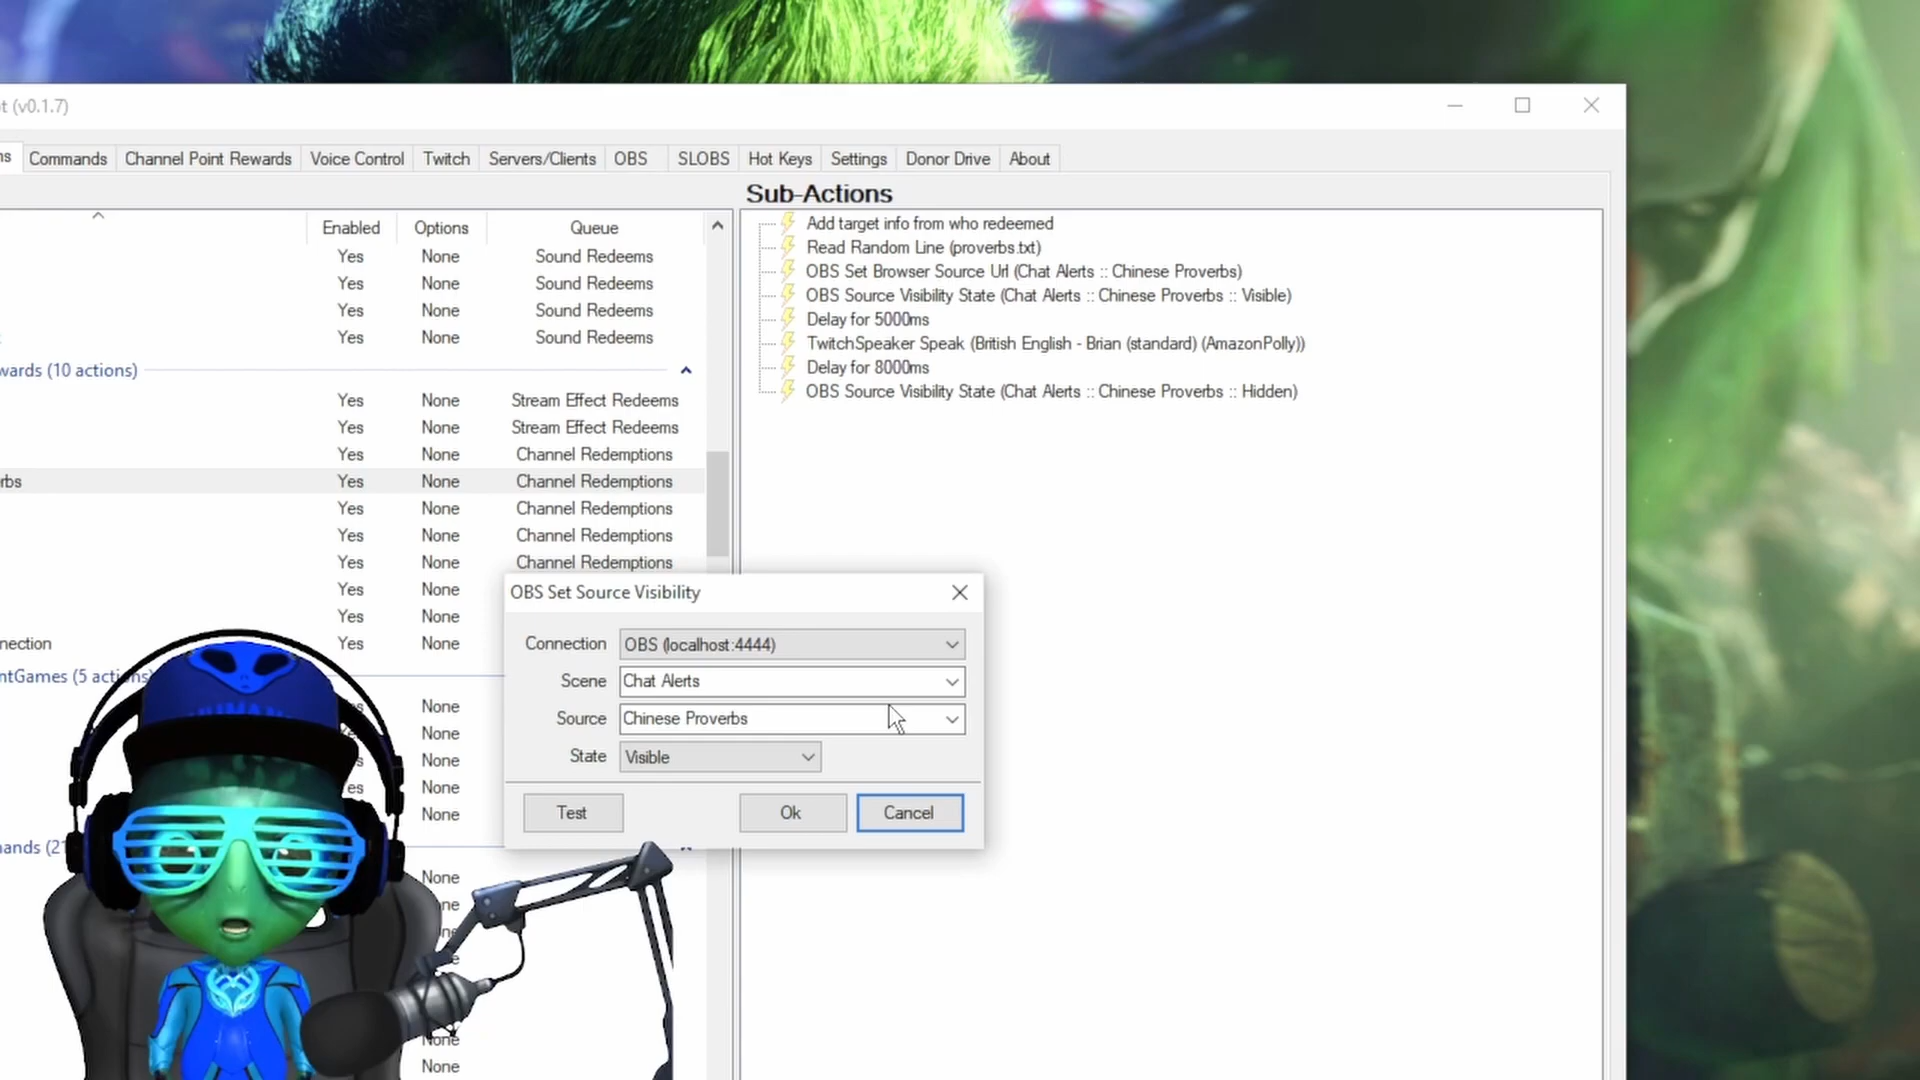 t (v0.1.7)
ns Commands Channel Point Rewards Voice Control Twitch Servers/Clients OBS SLOBS Hot Keys Settings Donor Drive About
Sub-Actions
Enabled Options Queue
Yes None Sound Redeems
Yes None Sound Redeems
Yes None Sound Redeems
Yes None Sound Redeems
wards (10 actions)
Yes None Stream Effect Redeems
Yes None Stream Effect Redeems
Yes None Channel Redemptions
rbs Yes None Channel Redemptions
Yes None Channel Redemptions
Yes None Channel Redemptions
Yes None Channel Redemptions
Yes None
Yes None
nection Yes None
ntGames (5 actions)
None
None
None
es None
None
mands (21
None
ne
ne
None
None
Add target info from who redeemed
Read Random Line (proverbs.txt)
OBS Set Browser Source Url (Chat Alerts :: Chinese Proverbs)
OBS Source Visibility State (Chat Alerts :: Chinese Proverbs :: Visible)
Delay for 5000ms
TwitchSpeaker Speak (British English - Brian (standard) (AmazonPolly))
Delay for 8000ms
OBS Source Visibility State (Chat Alerts :: Chinese Proverbs :: Hidden)
OBS Set Source Visibility
Connection OBS (localhost:4444)
Scene Chat Alerts
Source Chinese Proverbs
State Visible
Test Ok Cancel